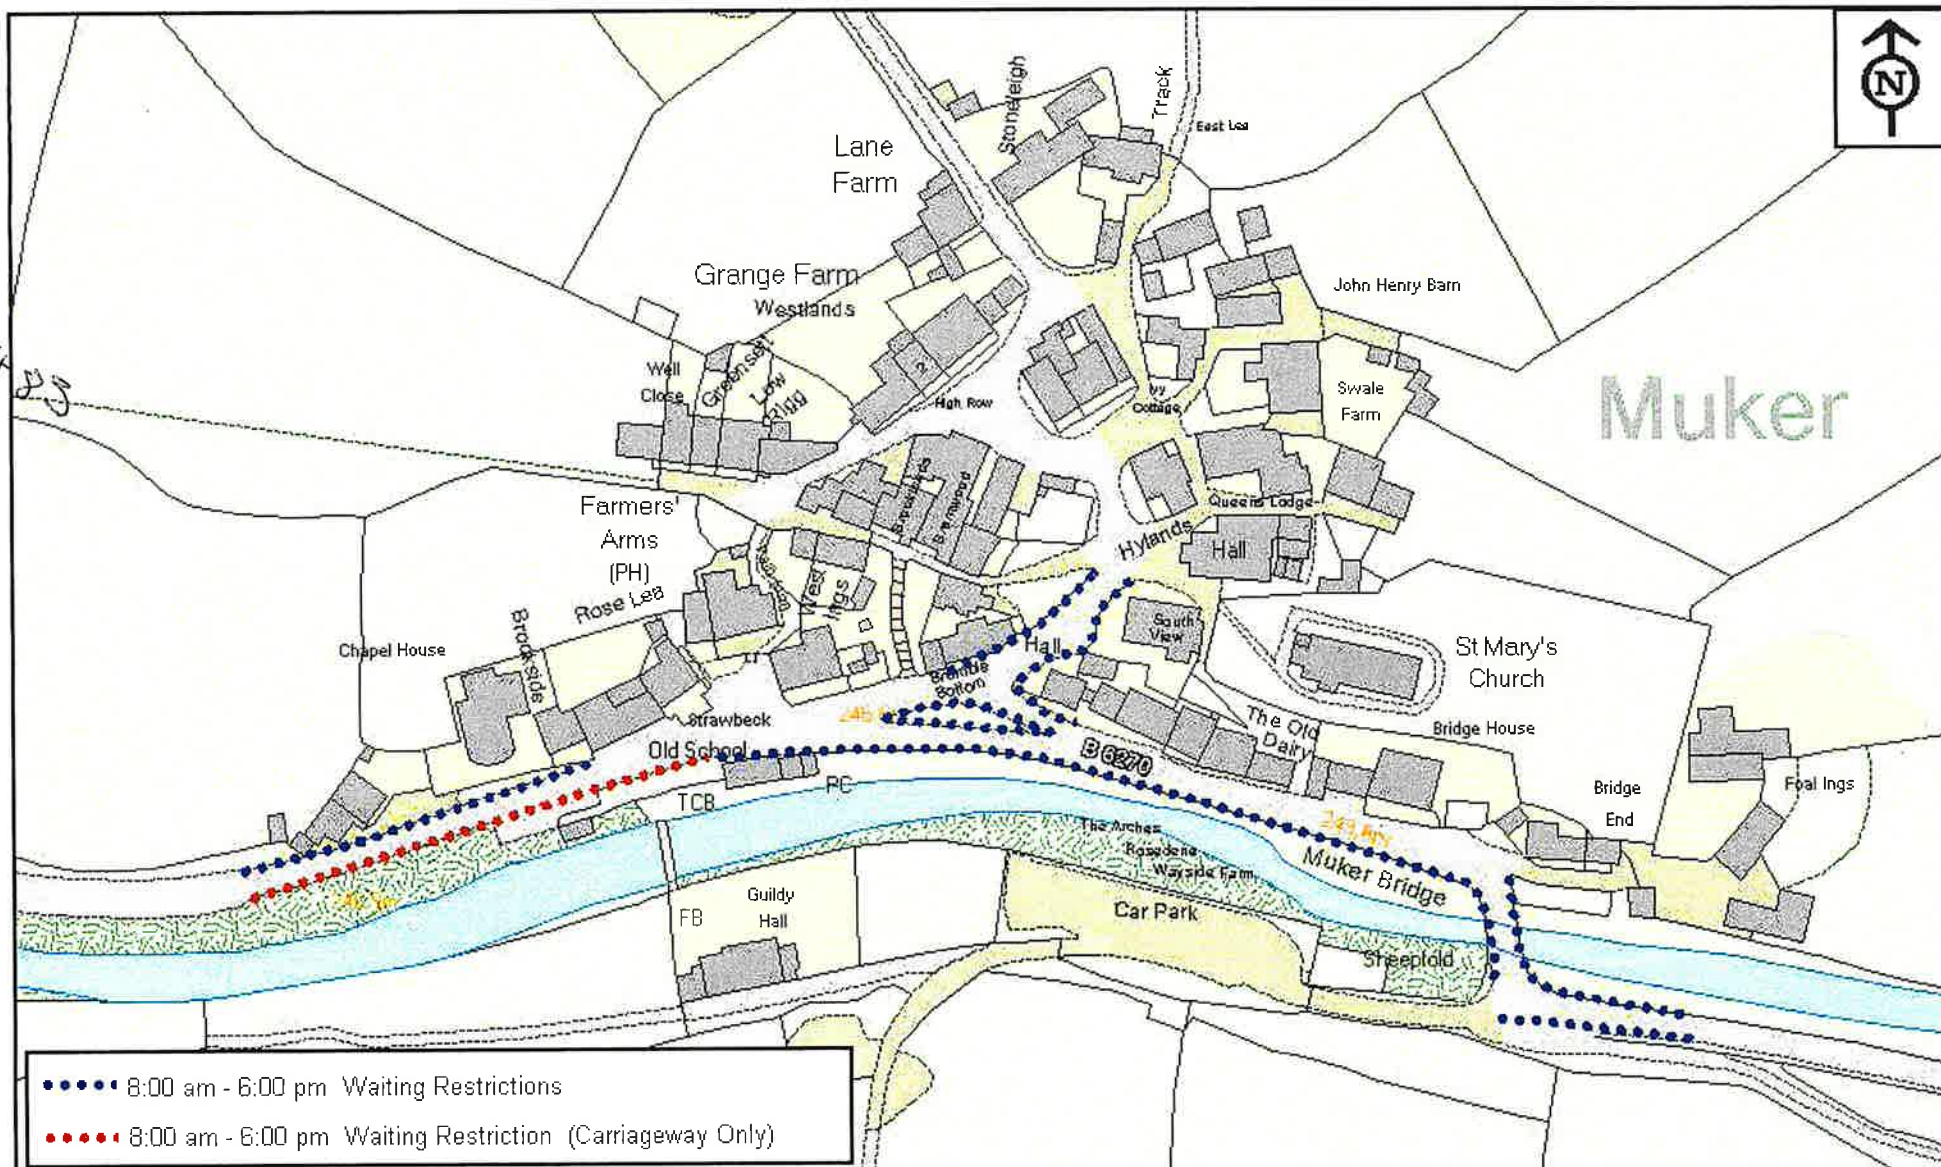 N
Stoneleigh
Track
East Lea
Lane
Farm
Grange Farm
Westlands
John Henry Barn
Well
Close
Greensett
Low
Rigg
2
High Row
Ivy
Cottage
Swale
Farm
Muker
Farmers'
Arms
(PH)
Queens Lodge
Hylands
Hall
West
Ings
Rose Lea
Brookside
Chapel House
South
View
Hall
St Mary's
Church
Bramble
Bottom
Strawbeck
Old School
The Old
Dairy
Bridge House
B 6270
TCB
PC
Bridge
End
Foal Ings
The Arches
Rosedene
Wayside Farm
Muker Bridge
Guildy
Hall
FB
Car Park
Sheepfold
8:00 am - 6:00 pm Waiting Restrictions
8:00 am - 6:00 pm Waiting Restriction (Carriageway Only)